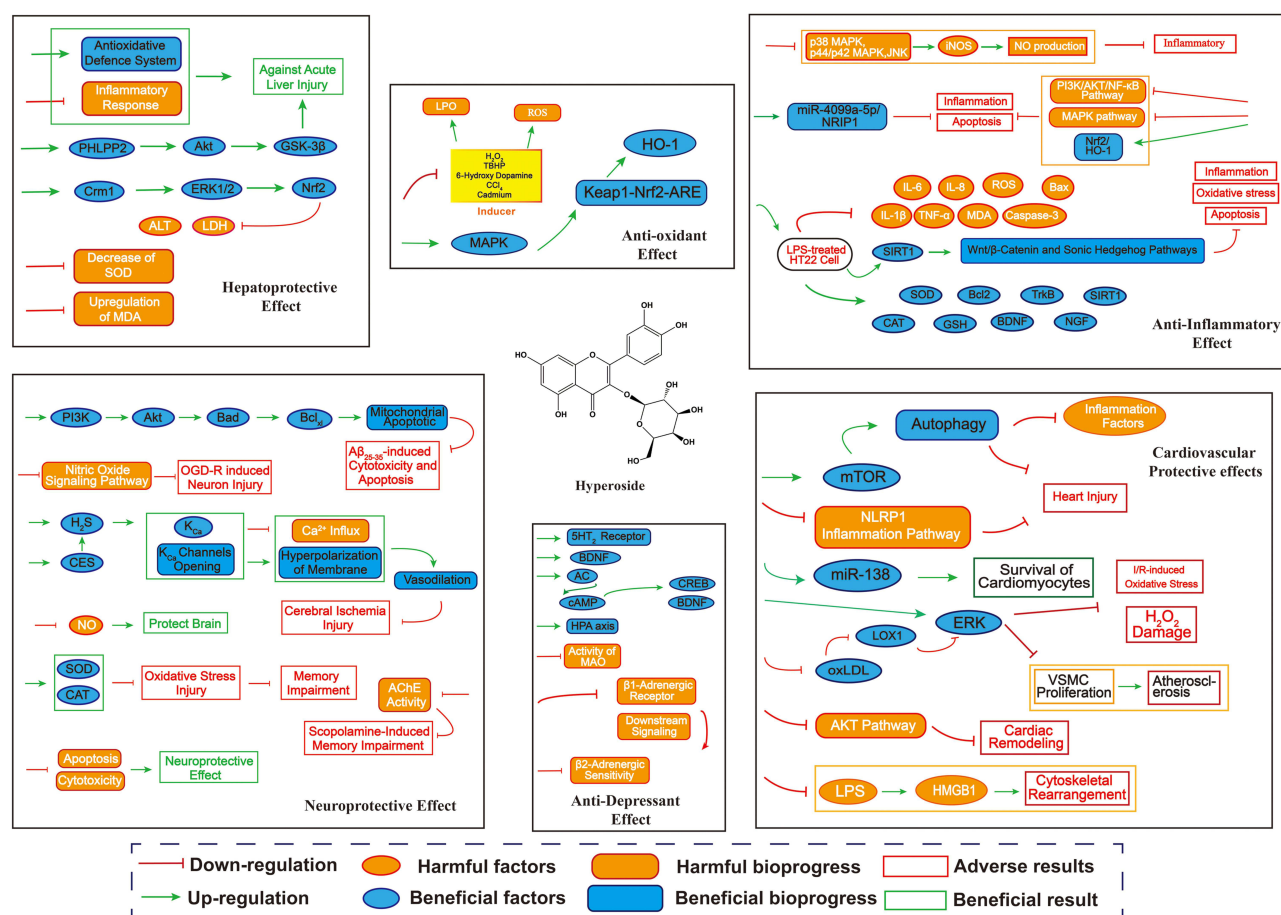 Antioxidative
Defence System
Inflammatory
Response
Against Acute
Liver Injury
PHLPP2
Akt
GSK-3β
Crm1
ERK1/2
Nrf2
ALT
LDH
Decrease of
SOD
Upregulation
of MDA
Hepatoprotective
Effect
LPO
ROS
H₂O₂
TBHP
6-Hydroxy Dopamine
CCl₄
Cadmium
Inducer
HO-1
Keap1-Nrf2-ARE
MAPK
Anti-oxidant
Effect
p38 MAPK,
p44/p42 MAPK,JNK
iNOS
NO production
Inflammatory
miR-4099a-5p/
NRIP1
Inflammation
Apoptosis
PI3K/AKT/NF-κB
Pathway
MAPK pathway
Nrf2/
HO-1
IL-6
IL-8
ROS
Bax
IL-1β
TNF-α
MDA
Caspase-3
Inflammation
Oxidative stress
Apoptosis
LPS-treated
HT22 Cell
SIRT1
Wnt/β-Catenin and Sonic Hedgehog Pathways
SOD
Bcl2
TrkB
SIRT1
CAT
GSH
BDNF
NGF
Anti-Inflammatory
Effect
OH
OH
HO
O
OH
O
O
OH
OH
O
OH
HO
Hyperoside
PI3K
Akt
Bad
Bclxl
Mitochondrial
Apoptotic
Aβ25-35-induced
Cytotoxicity and
Apoptosis
Nitric Oxide
Signaling Pathway
OGD-R induced
Neuron Injury
H₂S
CES
KCa
KCa Channels
Opening
Ca²⁺ Influx
Hyperpolarization
of Membrane
Vasodilation
Cerebral Ischemia
Injury
NO
Protect Brain
SOD
CAT
Oxidative Stress
Injury
Memory
Impairment
AChE
Activity
Scopolamine-Induced
Memory Impairment
Apoptosis
Cytotoxicity
Neuroprotective
Effect
Neuroprotective Effect
5HT₂ Receptor
BDNF
AC
cAMP
CREB
BDNF
HPA axis
Activity of
MAO
β1-Adrenergic
Receptor
Downstream
Signaling
β2-Adrenergic
Sensitivity
Anti-Depressant
Effect
Autophagy
Inflammation
Factors
Cardiovascular
Protective effects
mTOR
Heart Injury
NLRP1
Inflammation Pathway
miR-138
Survival of
Cardiomyocytes
I/R-induced
Oxidative Stress
ERK
LOX1
oxLDL
H₂O₂
Damage
VSMC
Proliferation
Atheroscl-
erosis
AKT Pathway
Cardiac
Remodeling
LPS
HMGB1
Cytoskeletal
Rearrangement
Down-regulation
Harmful factors
Harmful bioprogress
Adverse results
Up-regulation
Beneficial factors
Beneficial bioprogress
Beneficial result